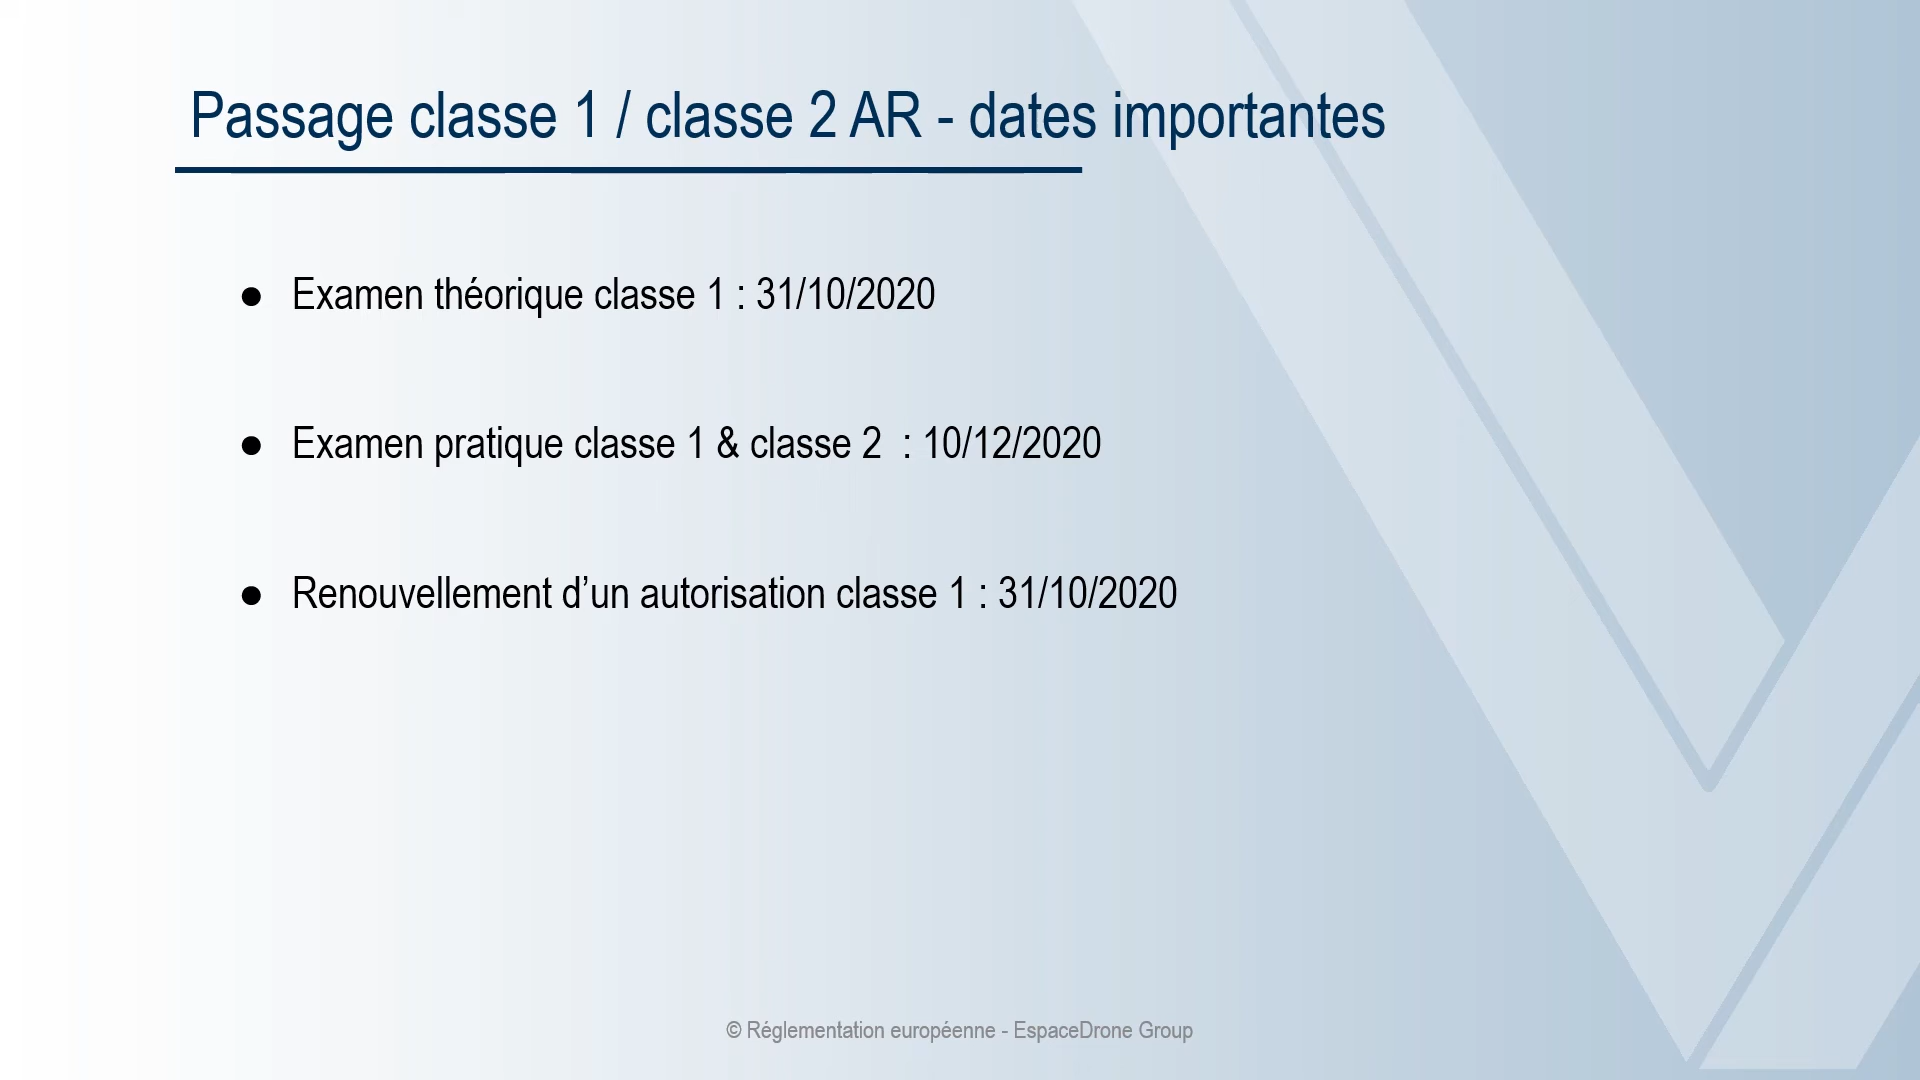 Passage classe 1 / classe 2 AR - dates importantes
● Examen théorique classe 1 : 31/10/2020
● Examen pratique classe 1 & classe 2  : 10/12/2020
● Renouvellement d’un autorisation classe 1 : 31/10/2020
© Réglementation européenne - EspaceDrone Group